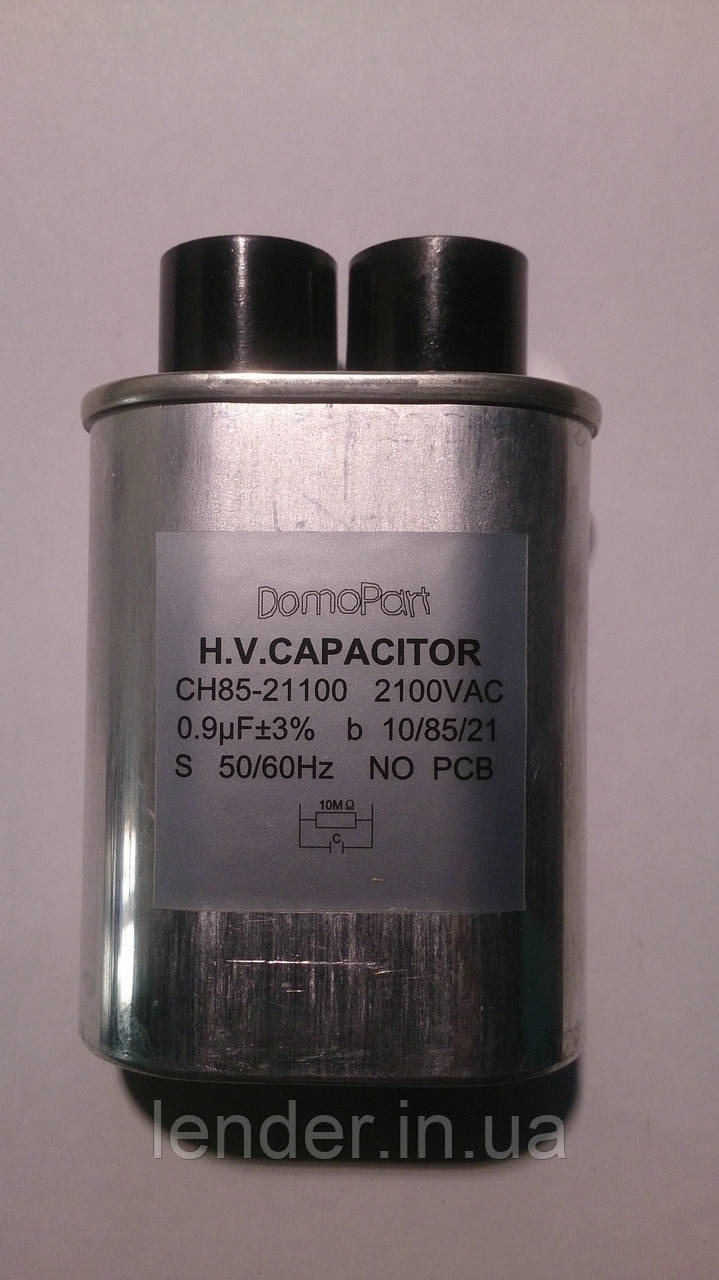 DomoPart
H.V.CAPACITOR
CH85-21100 2100VAC
0.9µF±3% b 10/85/21
S 50/60Hz NO PCB
10MΩ
C
lender.in.ua